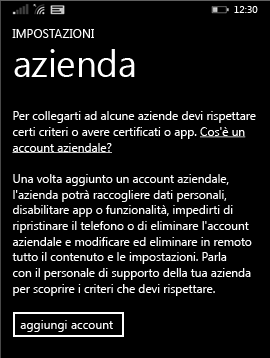 12:30
IMPOSTAZIONI
azienda
Per collegarti ad alcune aziende devi rispettare
certi criteri o avere certificati o app. Cos'è un
account aziendale?
Una volta aggiunto un account aziendale,
l'azienda potrà raccogliere dati personali,
disabilitare app o funzionalità, impedirti di
ripristinare il telefono o di eliminare l'account
aziendale e modificare ed eliminare in remoto
tutto il contenuto e le impostazioni. Parla
con il personale di supporto della tua azienda
per scoprire i criteri che devi rispettare.
aggiungi account